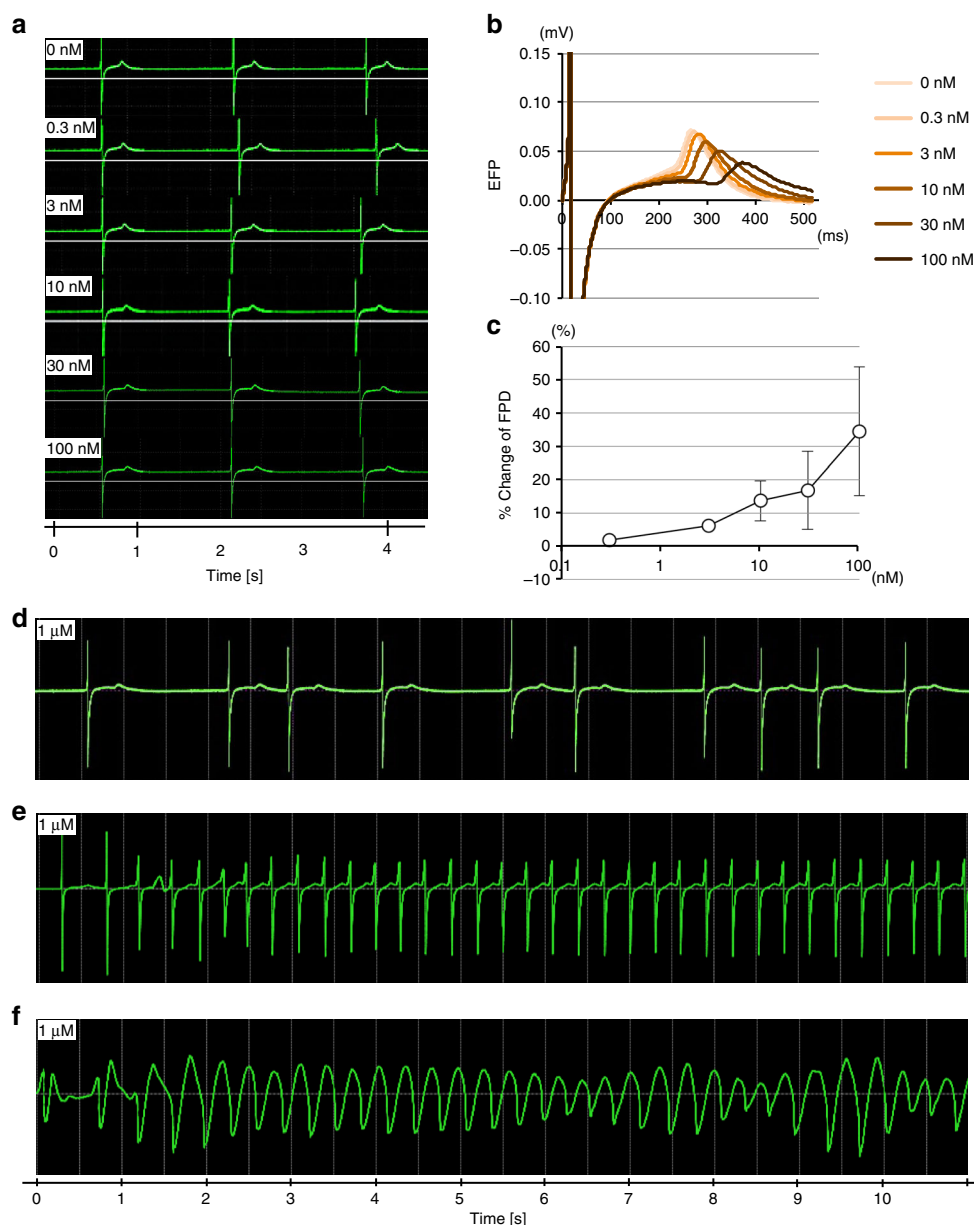 a
0 nM
0.3 nM
3 nM
10 nM
30 nM
100 nM
0 1 2 3 4
Time [s]
b
(mV)
0.15
0.10
0.05
0.00
−0.05
−0.10
EFP
0 100 200 300 400 500
(ms)
0 nM
0.3 nM
3 nM
10 nM
30 nM
100 nM
c
(%)
60
50
40
30
20
10
0
−10
% Change of FPD
0.1 1 10 100
(nM)
d
1 μM
e
1 μM
f
1 μM
0 1 2 3 4 5 6 7 8 9 10
Time [s]